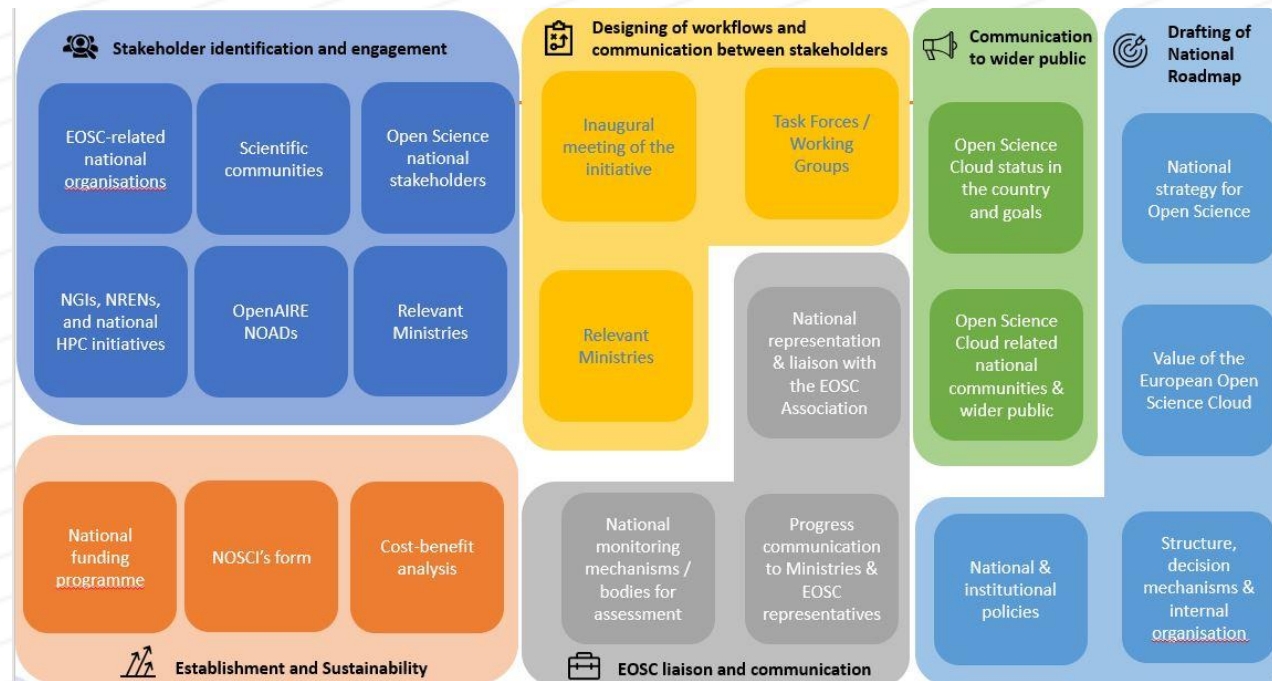 Stakeholder identification and engagement
EOSC-related
national
organisations
Scientific
communities
Open Science
national
stakeholders
NGIs, NRENs,
and national
HPC initiatives
OpenAIRE
NOADs
Relevant
Ministries
Designing of workflows and
communication between stakeholders
Inaugural
meeting of the
initiative
Task Forces /
Working
Groups
Relevant
Ministries
Communication
to wider public
Open Science
Cloud status in
the country
and goals
Open Science
Cloud related
national
communities &
wider public
Drafting of
National
Roadmap
National
strategy for
Open Science
Value of the
European Open
Science Cloud
National &
institutional
policies
Structure,
decision
mechanisms &
internal
organisation
National
funding
programme
NOSCI's form
Cost-benefit
analysis
Establishment and Sustainability
National
representation
& liaison with
the EOSC
Association
National
monitoring
mechanisms /
bodies for
assessment
Progress
communication
to Ministries &
EOSC
representatives
EOSC liaison and communication